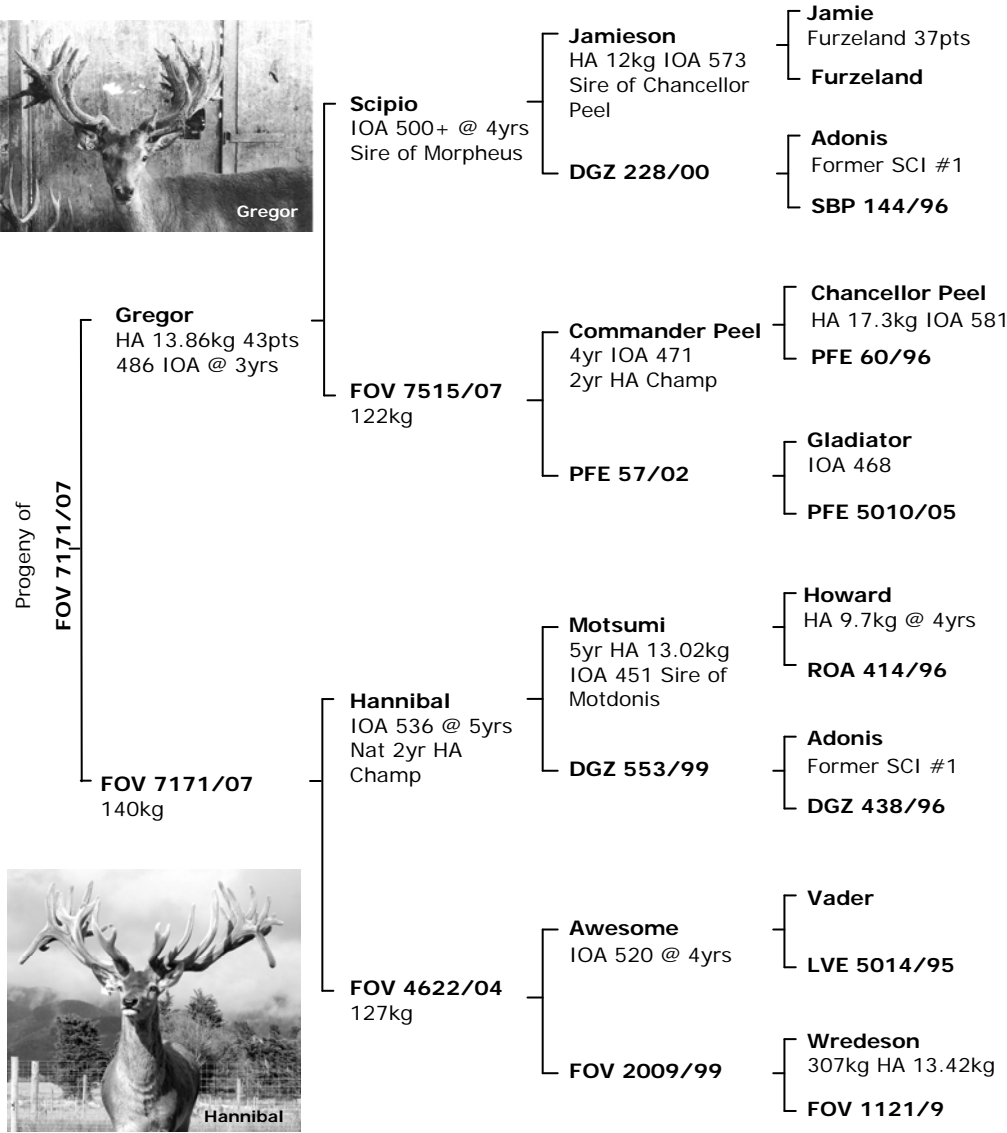 Gregor
Progeny of
FOV 7171/07
Gregor
HA 13.86kg 43pts
486 IOA @ 3yrs
Scipio
IOA 500+ @ 4yrs
Sire of Morpheus
Jamieson
HA 12kg IOA 573
Sire of Chancellor
Peel
Jamie
Furzeland 37pts
Furzeland
DGZ 228/00
Adonis
Former SCI #1
SBP 144/96
FOV 7515/07
122kg
Commander Peel
4yr IOA 471
2yr HA Champ
Chancellor Peel
HA 17.3kg IOA 581
PFE 60/96
PFE 57/02
Gladiator
IOA 468
PFE 5010/05
FOV 7171/07
140kg
Hannibal
IOA 536 @ 5yrs
Nat 2yr HA
Champ
Motsumi
5yr HA 13.02kg
IOA 451 Sire of
Motdonis
Howard
HA 9.7kg @ 4yrs
ROA 414/96
DGZ 553/99
Adonis
Former SCI #1
DGZ 438/96
FOV 4622/04
127kg
Awesome
IOA 520 @ 4yrs
Vader
LVE 5014/95
FOV 2009/99
Wredeson
307kg HA 13.42kg
FOV 1121/9
Hannibal